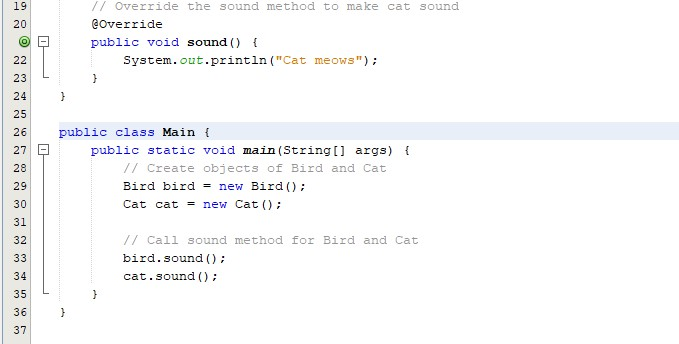 19 // Override the sound method to make cat sound
20 @Override
public void sound() {
22 System.out.println("Cat meows");
23 }
24 }
25
26 public class Main {
27 public static void main(String[] args) {
28 // Create objects of Bird and Cat
29 Bird bird = new Bird();
30 Cat cat = new Cat();
31
32 // Call sound method for Bird and Cat
33 bird.sound();
34 cat.sound();
35 }
36 }
37